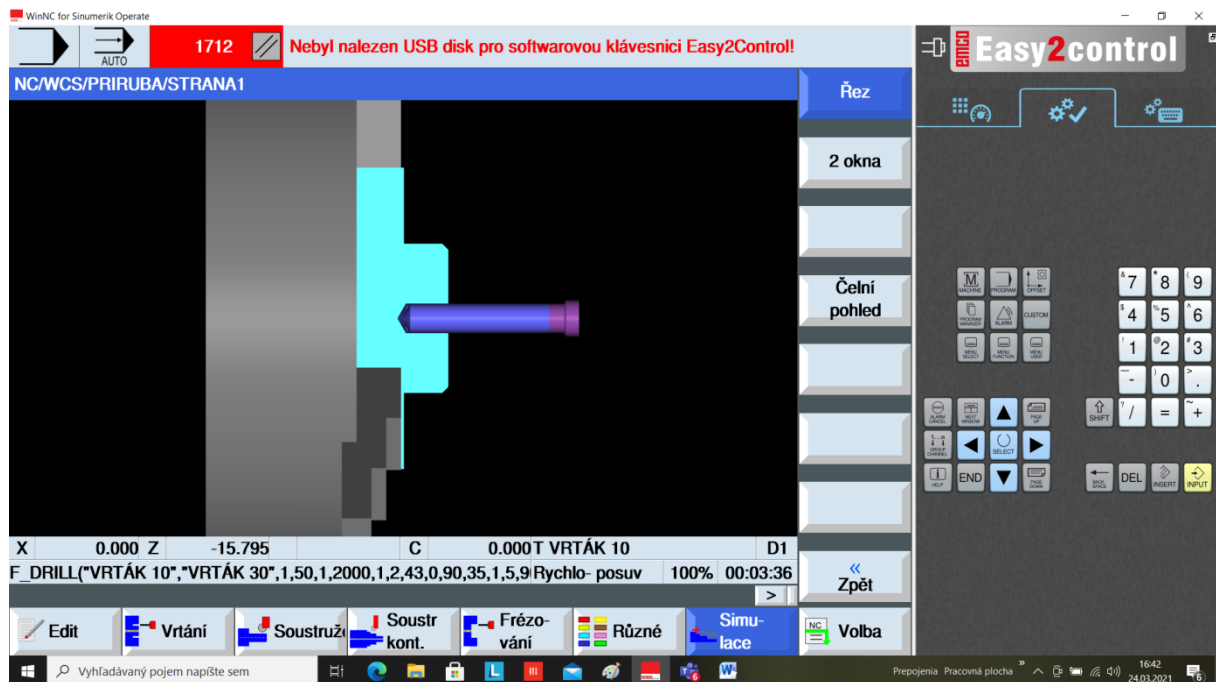 WinNC for Sinumerik Operate
AUTO
1712
Nebyl nalezen USB disk pro softwarovou klávesnici Easy2Control!
emco Easy2control
NC/WCS/PRIRUBA/STRANA1
Řez
2 okna
Čelní
pohled
MACHINE PROGRAM OFFSET & 7 * 8 ( 9
PROGRAM MANAGER ALARM CUSTOM $ 4 % 5 ^ 6
MENU SELECT MENU FUNCTION MENU USER ! 1 @ 2 # 3
- ) 0 > .
ALARM CANCEL NEXT WINDOW PAGE UP SHIFT ? / = ~ +
GROUP CHANNEL SELECT
HELP END PAGE DOWN BACK SPACE DEL INSERT INPUT
X 0.000 Z -15.795 C 0.000 T VRTÁK 10 D1
F_DRILL("VRTÁK 10","VRTÁK 30",1,50,1,2000,1,2,43,0,90,35,1,5,9 Rychlo- posuv 100% 00:03:36
>
«
Zpět
Edit Vrtání Soustruže Soustr kont. Frézo- vání Různé Simu- lace NC Volba
Vyhľadávaný pojem napíšte sem
Prepojenia Pracovná plocha » 16:42
24.03.2021 6